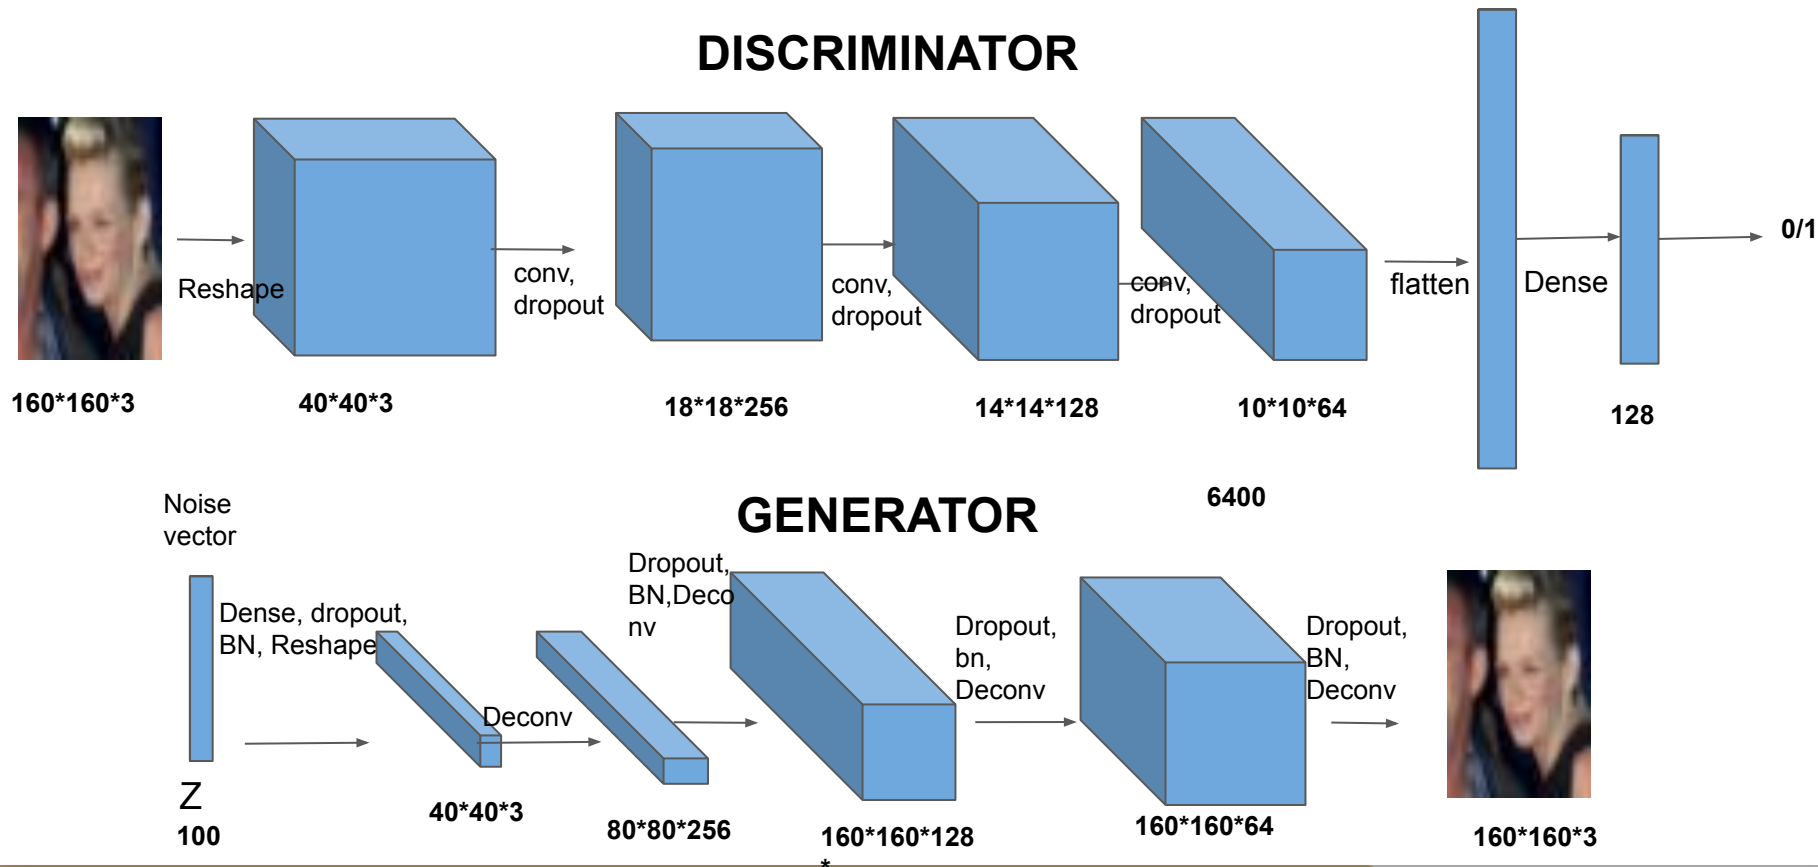 DISCRIMINATOR
Reshape
conv,
dropout
conv,
dropout
conv,
dropout
flatten
Dense
0/1
160*160*3
40*40*3
18*18*256
14*14*128
10*10*64
128
6400
GENERATOR
Noise
vector
Dense, dropout,
BN, Reshape
Deconv
Dropout,
BN,Deco
nv
Dropout,
bn,
Deconv
Dropout,
BN,
Deconv
Z
100
40*40*3
80*80*256
160*160*128
*
160*160*64
160*160*3